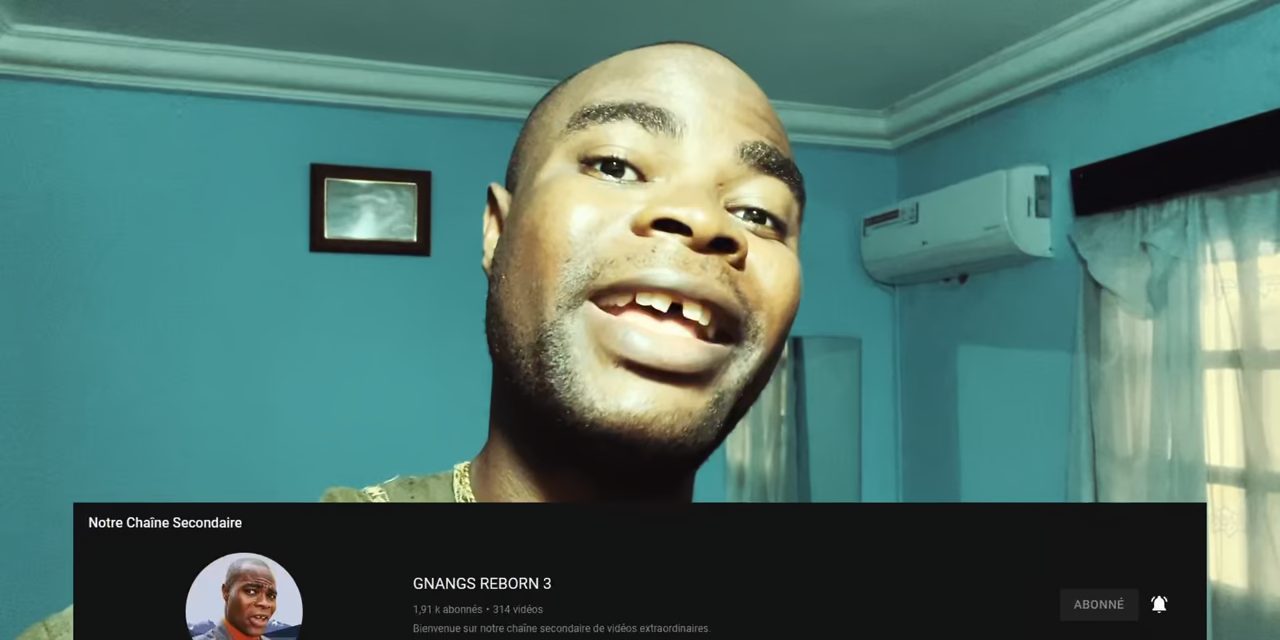 Notre Chaîne Secondaire
GNANGS REBORN 3
1,91 k abonnés • 314 vidéos
ABONNÉ
Bienvenue sur notre chaîne secondaire de vidéos extraordinaires